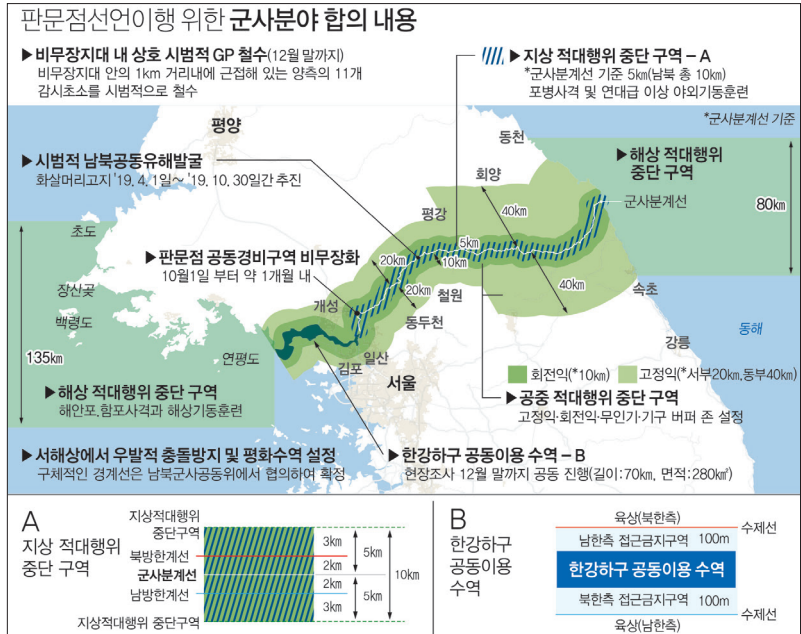 판문점선언이행 위한 군사분야 합의 내용
▶비무장지대 내 상호 시범적 GP 철수(12월 말까지)
비무장지대 안의 1km 거리내에 근접해 있는 양측의 11개
감시초소를 시범적으로 철수
▶지상 적대행위 중단 구역 – A
*군사분계선 기준 5km(남북 총 10km)
포병사격 및 연대급 이상 야외기동훈련
평양
동천
*군사분계선 기준
▶시범적 남북공동유해발굴
화살머리고지 '19. 4. 1일~ '19. 10. 30일간 추진
회양
▶해상 적대행위
중단 구역
군사분계선
80km
평강
40km
초도
5km
▶판문점 공동경비구역 비무장화
10월1일 부터 약 1개월 내
20km
10km
20km
40km
장산곶
백령도
개성
철원
속초
동두천
동해
135km
연평도
일산
김포
강릉
서울
회전익(*10km)
고정익(*서부20km.동부40km)
▶해상 적대행위 중단 구역
해안포.함포사격과 해상기동훈련
▶공중 적대행위 중단 구역
고정익·회전익·무인기·기구 버퍼 존 설정
▶서해상에서 우발적 충돌방지 및 평화수역 설정
구체적인 경계선은 남북군사공동위에서 협의하여 확정
▶한강하구 공동이용 수역 – B
현장조사 12월 말까지 공동 진행(길이:70km, 면적:280㎢)
A
지상 적대행위
중단 구역
지상적대행위
중단구역
북방한계선
군사분계선
남방한계선
지상적대행위 중단구역
3km
2km
2km
3km
5km
5km
10km
B
한강하구
공동이용
수역
육상(북한측)
수제선
남한측 접근금지구역 100m
한강하구 공동이용 수역
북한측 접근금지구역 100m
수제선
육상(남한측)